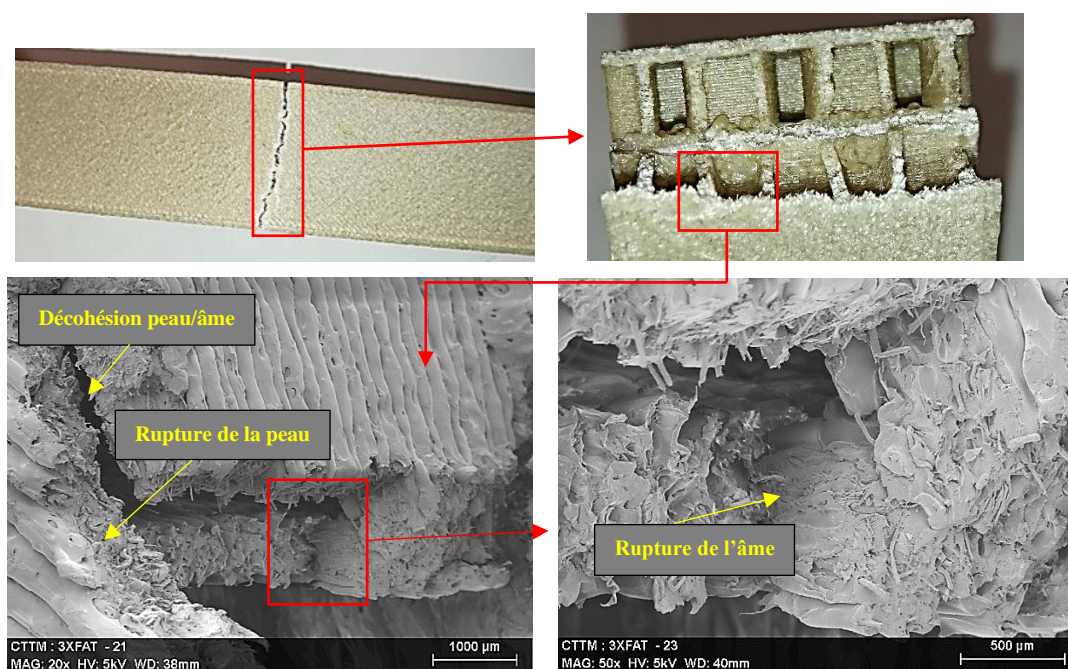 Décohésion peau/âme
Rupture de la peau
CTTM : 3XFAT - 21
MAG: 20x HV: 5kV WD: 38mm
1000 µm
Rupture de l'âme
CTTM : 3XFAT - 23
MAG: 50x HV: 5kV WD: 40mm
500 µm